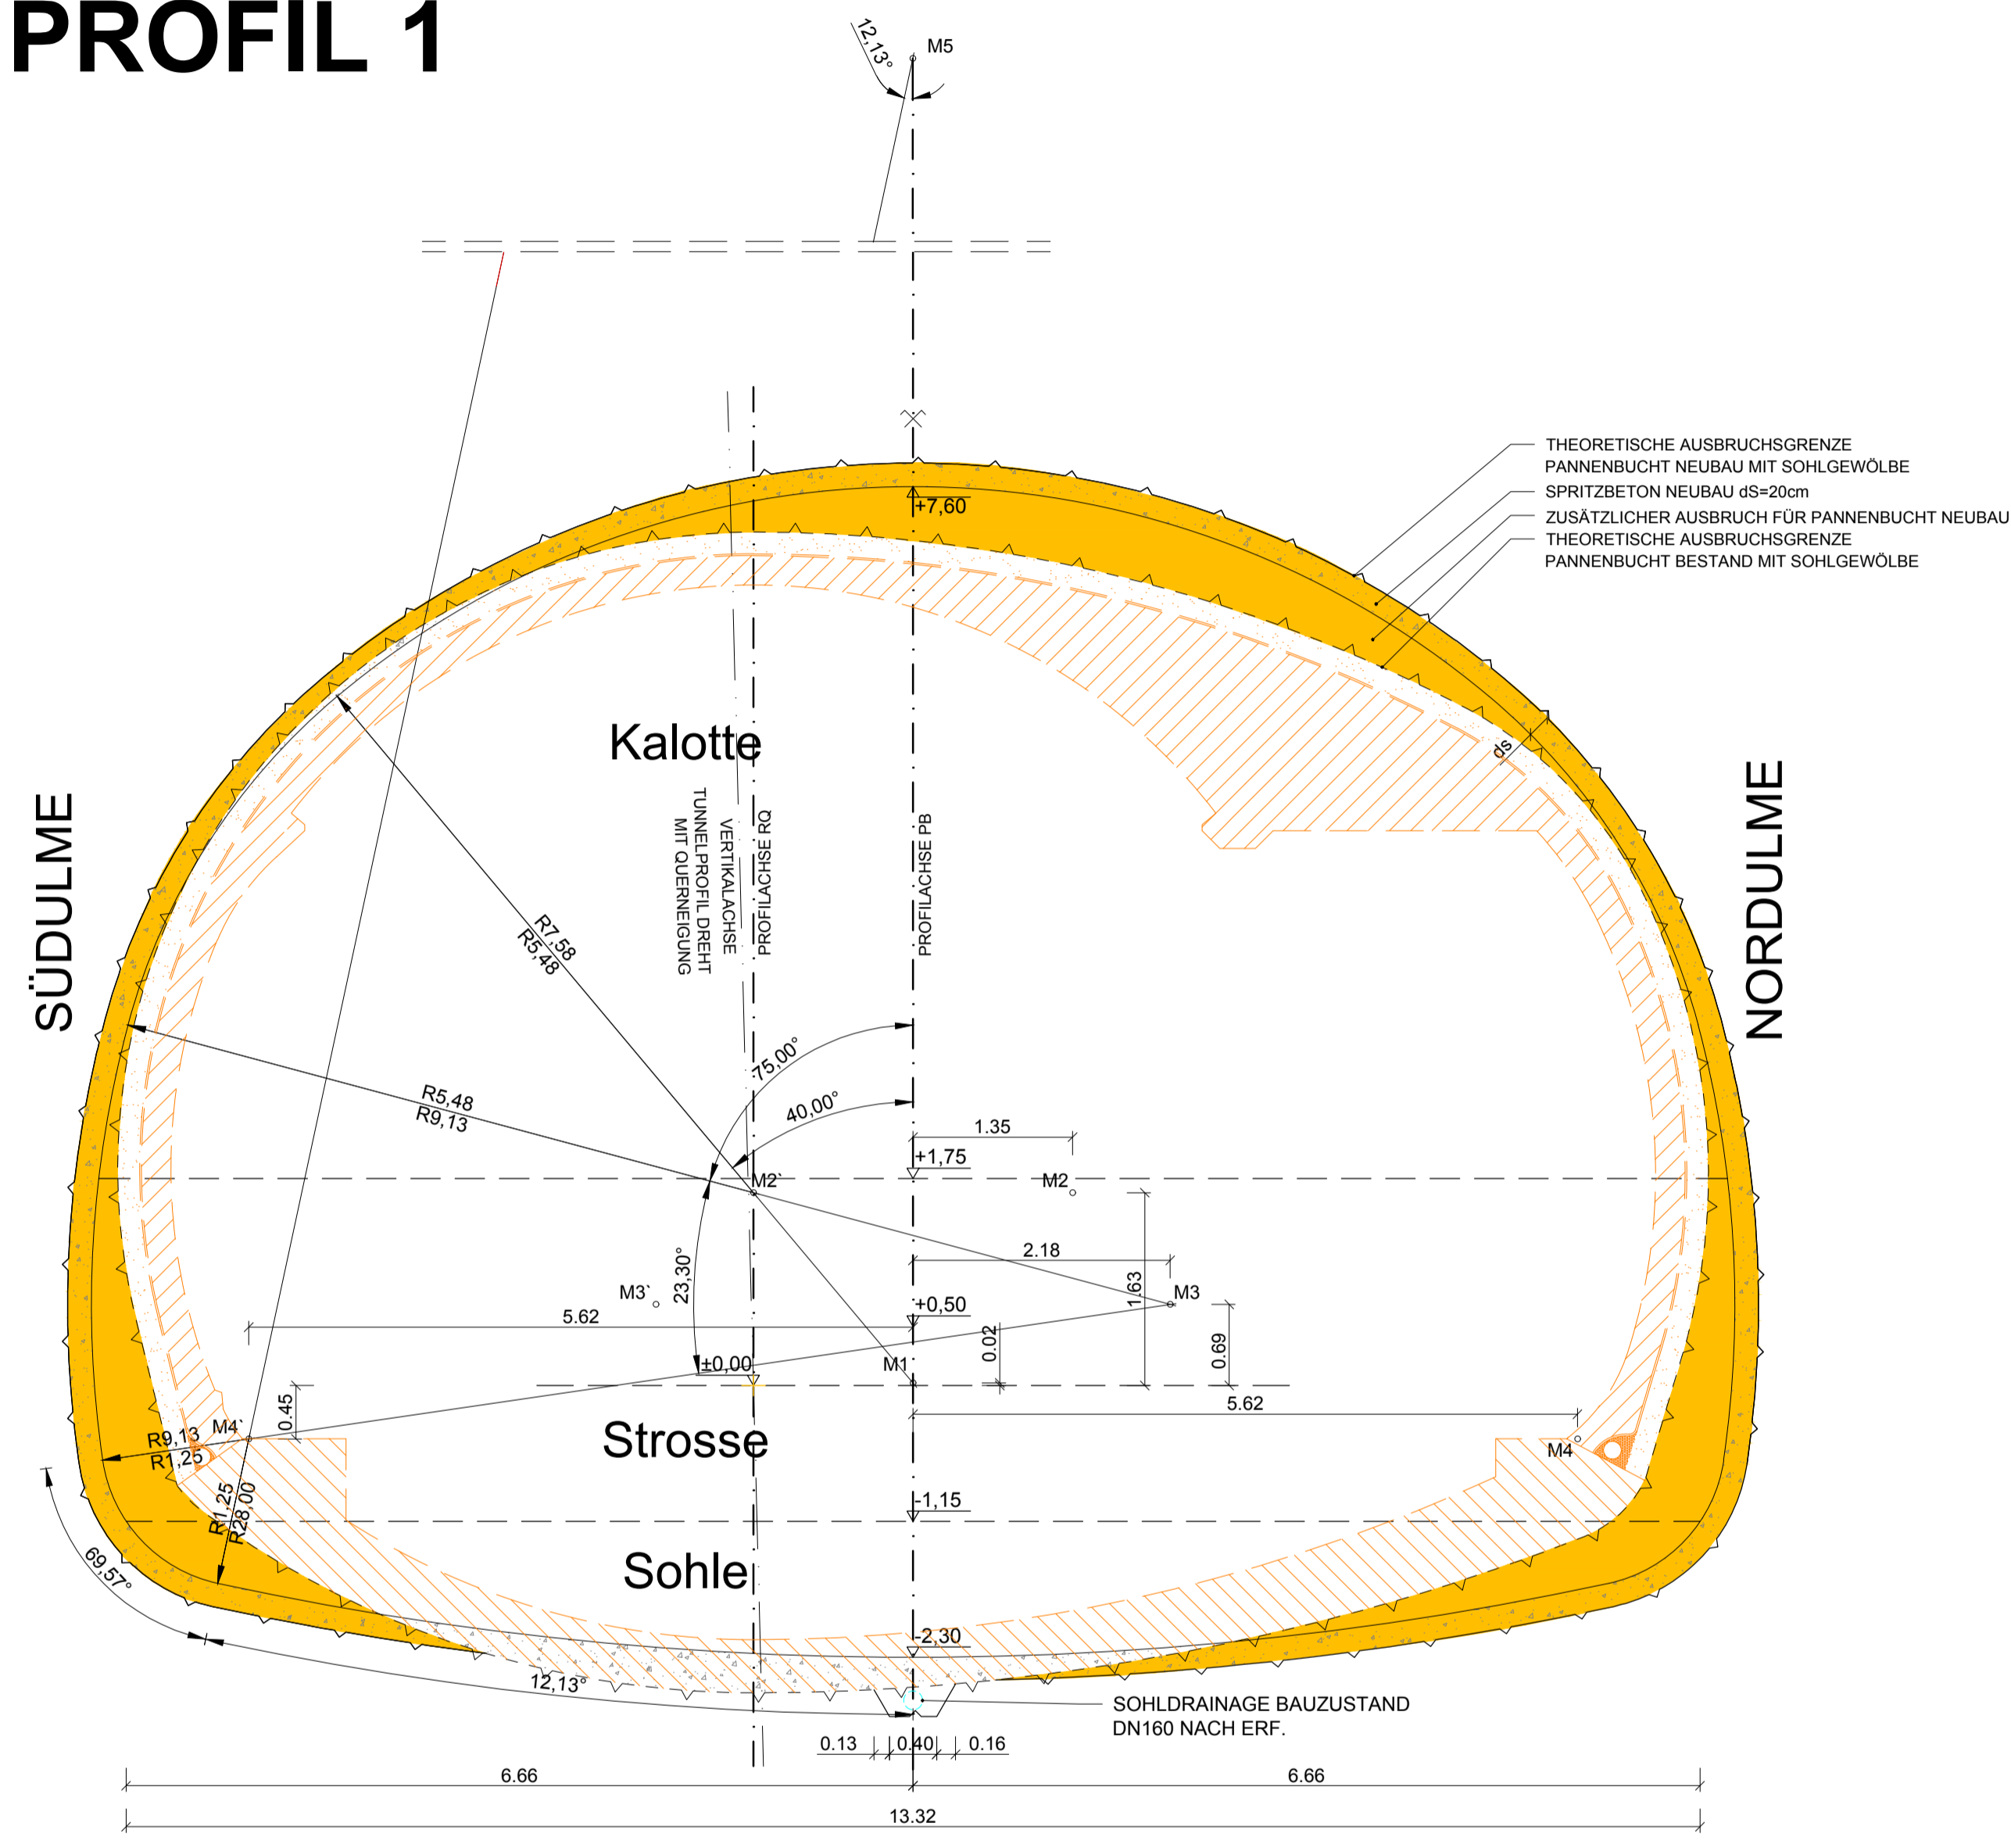 PROFIL 1
12,13°
M5
THEORETISCHE AUSBRUCHSGRENZE
PANNENBUCHT NEUBAU MIT SOHLGEWÖLBE
SPRITZBETON NEUBAU dS=20cm
ZUSÄTZLICHER AUSBRUCH FÜR PANNENBUCHT NEUBAU
THEORETISCHE AUSBRUCHSGRENZE
PANNENBUCHT BESTAND MIT SOHLGEWÖLBE
+7,60
Kalotte
ds
SÜDULME
NORDULME
TUNNELPROFIL DREHT
MIT QUERNEIGUNG
VERTIKALACHSE
PROFILACHSE RQ
PROFILACHSE PB
R7,58
R5,48
75,00°
40,00°
R5,48
R9,13
1.35
+1,75
M2`
M2
2.18
1.63
23,30°
M3`
M3
5.62
+0,50
0.02
0.69
±0,00
M1
0.45
5.62
M4`
R9,13
R1,25
Strosse
M4
R1,25
R28,00
-1,15
69,57°
Sohle
-2,30
12,13°
SOHLDRAINAGE BAUZUSTAND
DN160 NACH ERF.
0.13
0.40
0.16
6.66
6.66
13.32